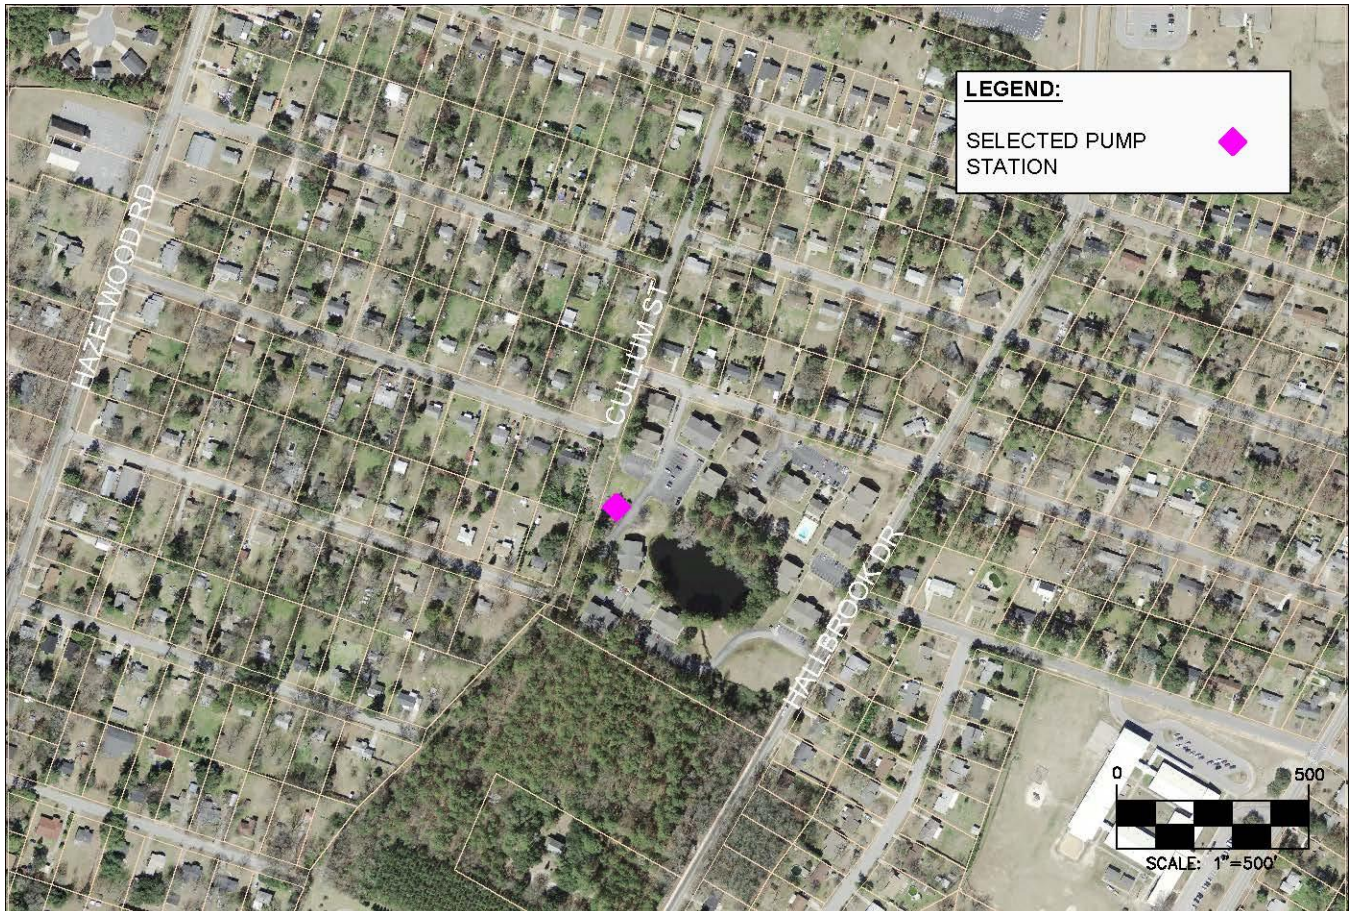 LEGEND:
SELECTED PUMP
STATION
HAZELWOOD RD
CULLUM ST
HALLBROOK DR
0 500
SCALE: 1"=500'